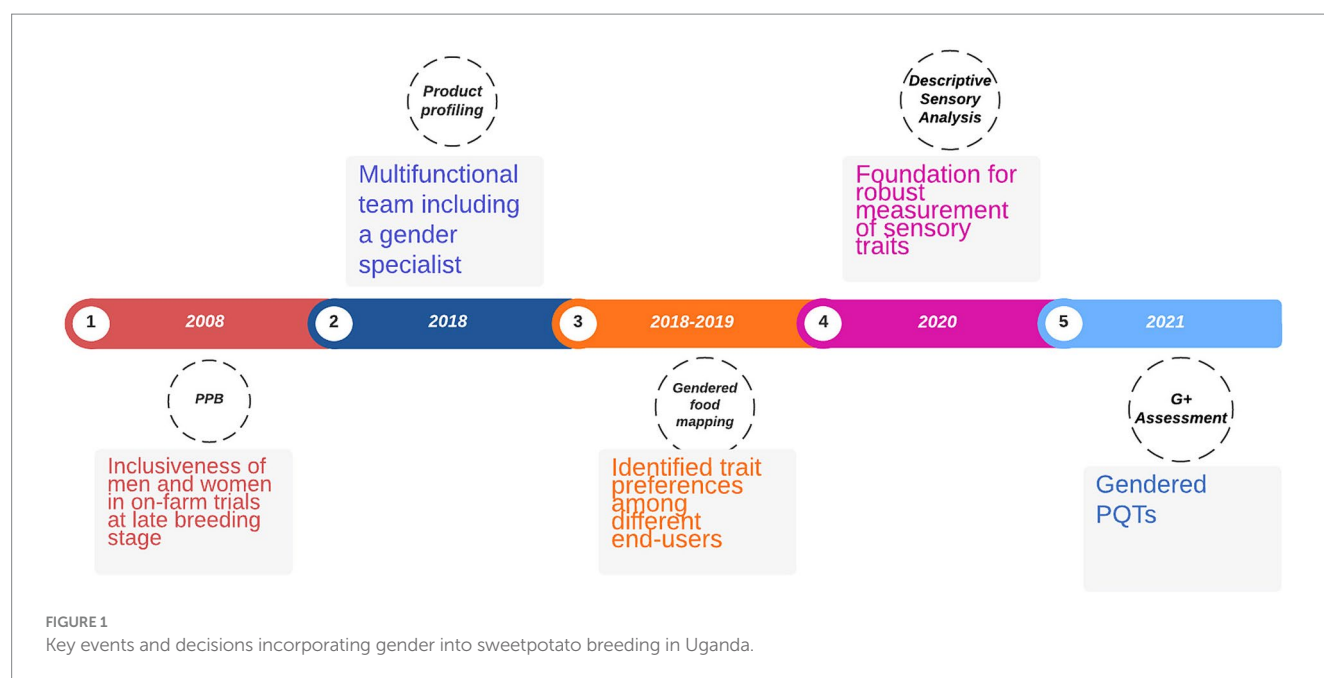 Product
profiling
Multifunctional
team including
a gender
specialist
Descriptive
Sensory
Analysis
Foundation for
robust
measurement
of sensory
traits
1
2008
2
2018
3
2018-2019
4
2020
5
2021
PPB
Inclusiveness of
men and women
in on-farm trials
at late breeding
stage
Gendered
food
mapping
Identified trait
preferences
among
different
end-users
G+
Assessment
Gendered
PQTs
FIGURE 1
Key events and decisions incorporating gender into sweetpotato breeding in Uganda.